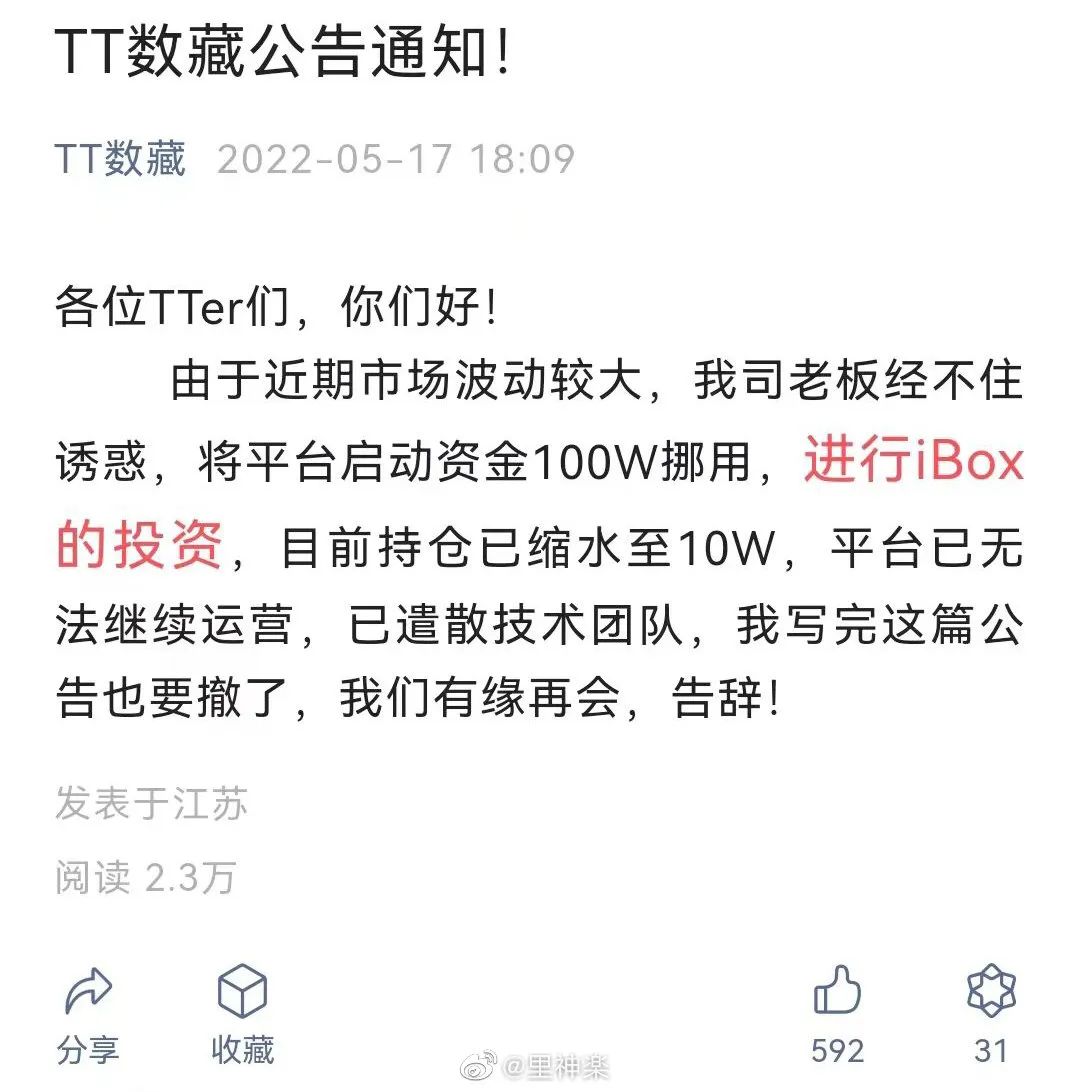 TT数藏公告通知！
TT数藏 2022-05-17 18:09
各位TTer们，你们好！
由于近期市场波动较大，我司老板经不住
诱惑，将平台启动资金100W挪用，进行iBox
的投资，目前持仓已缩水至10W，平台已无
法继续运营，已遣散技术团队，我写完这篇公
告也要撤了，我们有缘再会，告辞！
发表于江苏
阅读 2.3万
分享 收藏 592 31
@里神楽